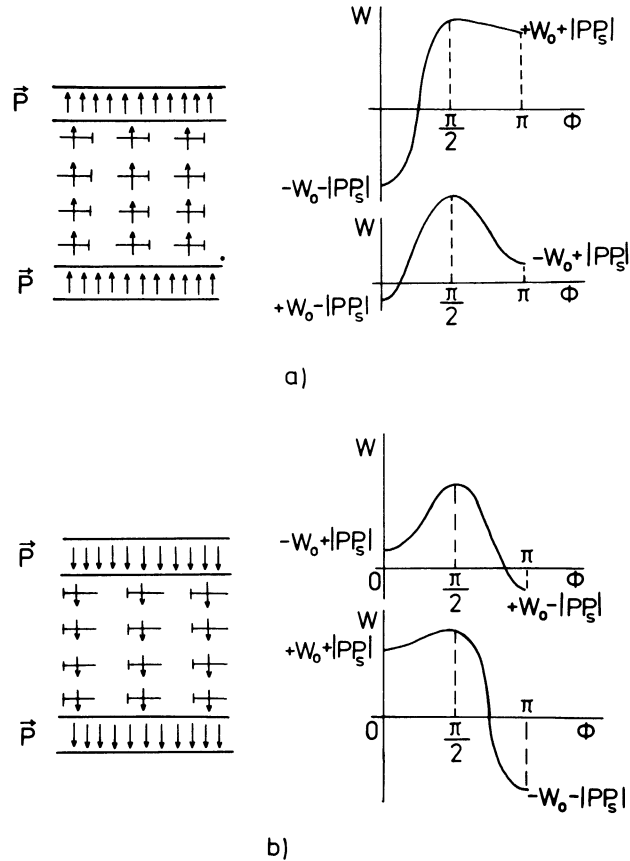 W
+W₀+|PPₛ|
P⃗
π/2
π
Φ
-W₀-|PPₛ|
W
P⃗
-W₀+|PPₛ|
+W₀-|PPₛ|
π/2
π
Φ
a)
W
P⃗
-W₀+|PPₛ|
π
0
π/2
Φ
+W₀-|PPₛ|
W
+W₀+|PPₛ|
π
P⃗
0
π/2
Φ
-W₀-|PPₛ|
b)